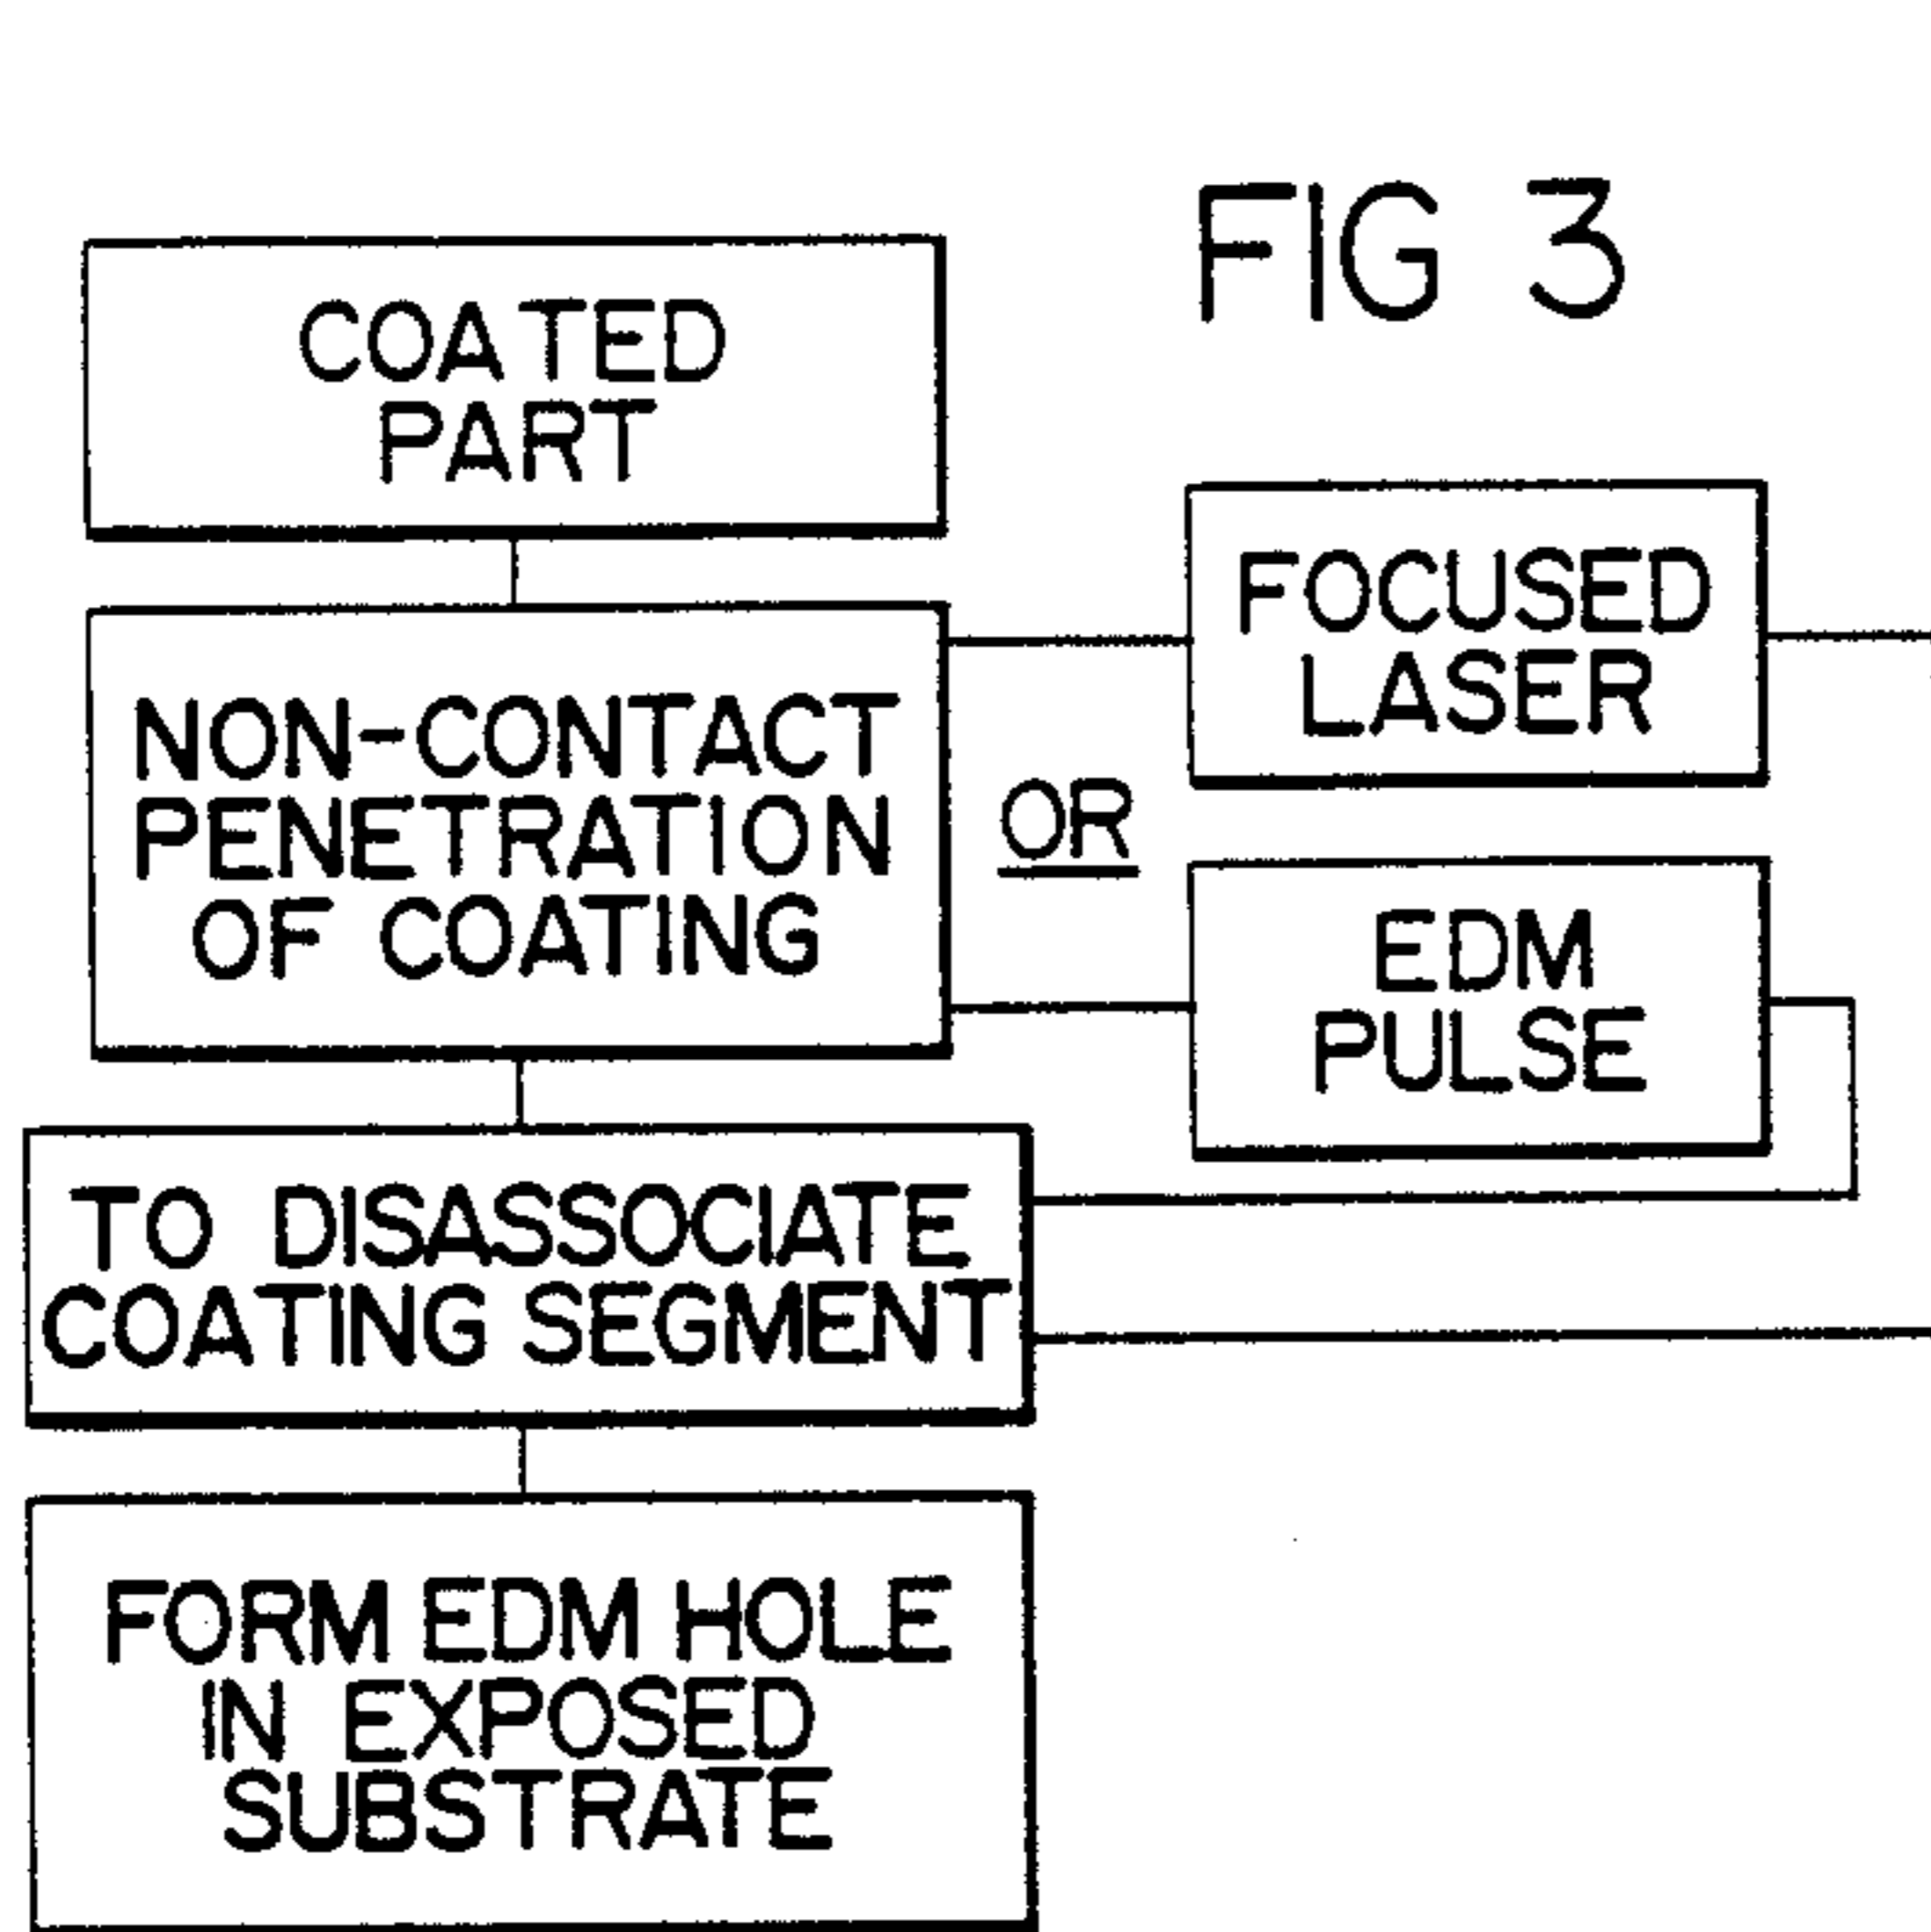 FIG 3
COATED
PART
NON-CONTACT
PENETRATION
OF COATING
OR
FOCUSED
LASER
EDM
PULSE
TO DISASSOCIATE
COATING SEGMENT
FORM EDM HOLE
IN EXPOSED
SUBSTRATE